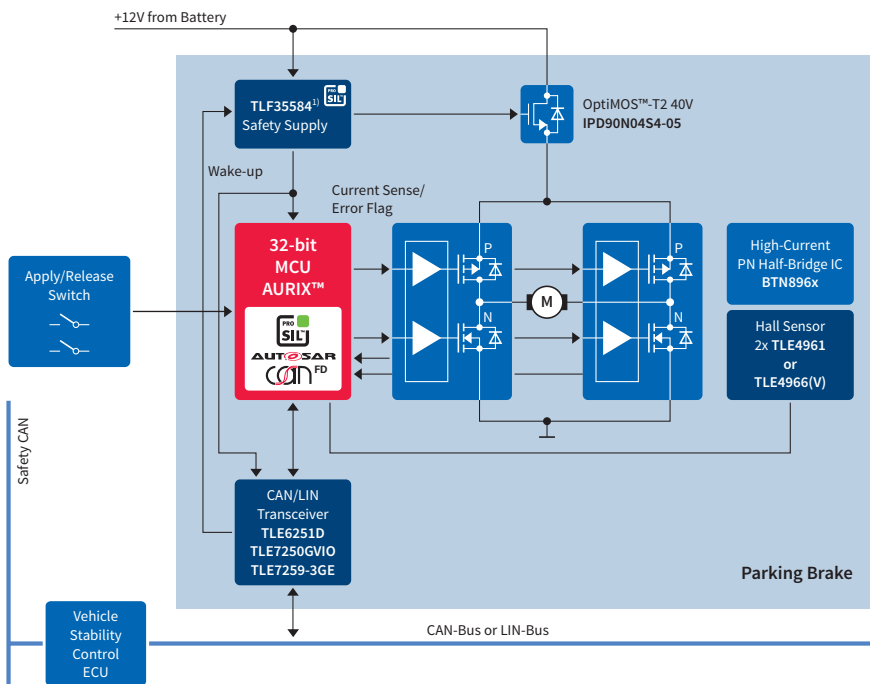 +12V from Battery
TLF35584¹⁾
PRO
SIL
Safety Supply
OptiMOS™-T2 40V
IPD90N04S4-05
Wake-up
Current Sense/
Error Flag
Apply/Release
Switch
32-bit
MCU
AURIX™
PRO
SIL
AUTOSAR
CAN FD
P
N
M
P
N
High-Current
PN Half-Bridge IC
BTN896x
Hall Sensor
2x TLE4961
or
TLE4966(V)
Safety CAN
CAN/LIN
Transceiver
TLE6251D
TLE7250GVIO
TLE7259-3GE
Parking Brake
Vehicle
Stability
Control
ECU
CAN-Bus or LIN-Bus